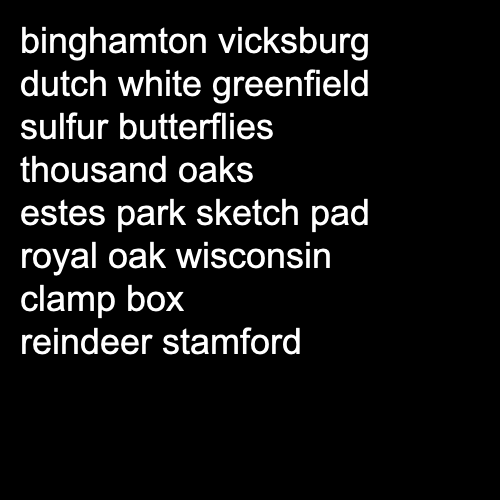 binghamton vicksburg
dutch white greenfield
sulfur butterflies
thousand oaks
estes park sketch pad
royal oak wisconsin
clamp box
reindeer stamford